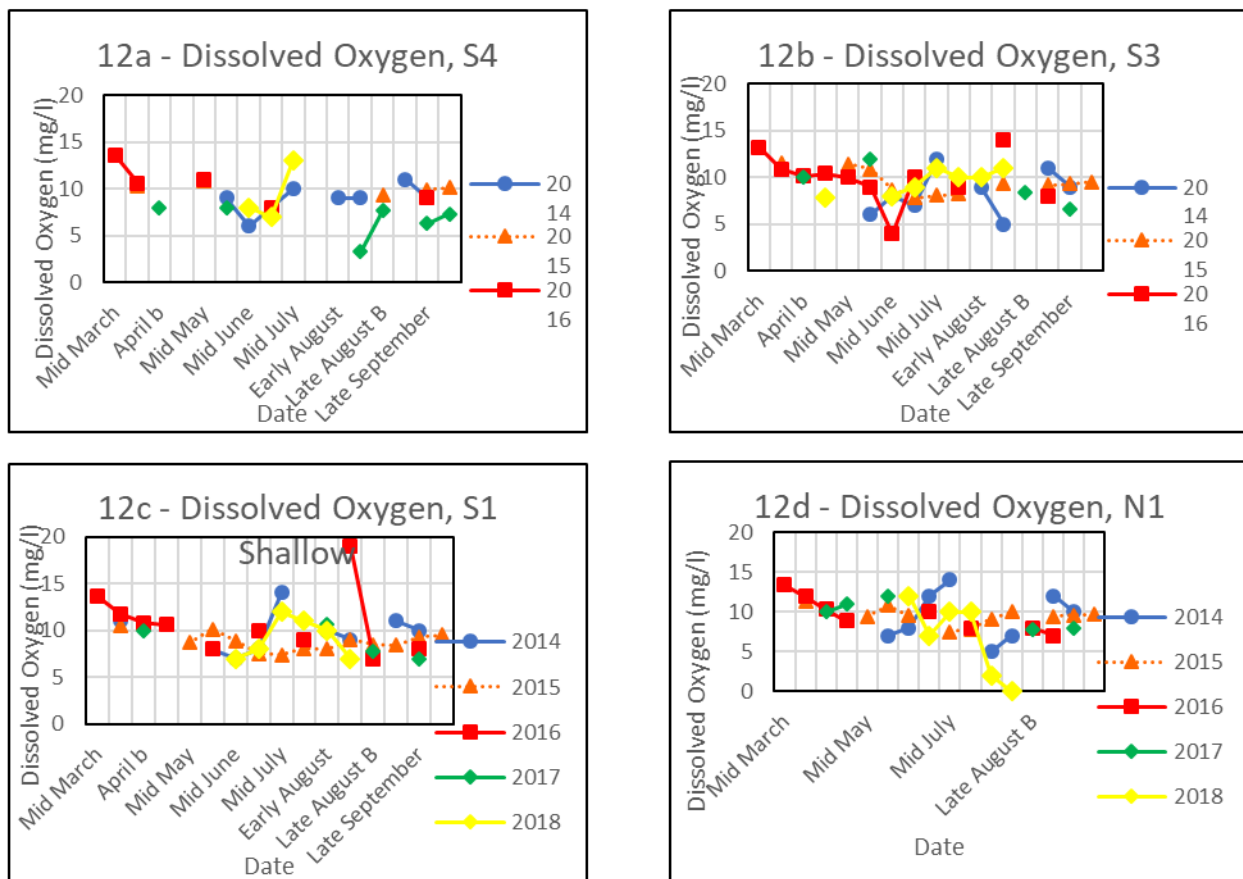 12a - Dissolved Oxygen, S4
Dissolved Oxygen (mg/l)
20
15
10
5
0
Mid March
April b
Mid May
Mid June
Mid July
Early August
Late August B
Late September
Date
20
14
20
15
20
16
12b - Dissolved Oxygen, S3
Dissolved Oxygen (mg/l)
20
15
10
5
0
Mid March
April b
Mid May
Mid June
Mid July
Early August
Late August B
Late September
Date
20
14
20
15
20
16
12c - Dissolved Oxygen, S1
Shallow
Dissolved Oxygen (mg/l)
20
15
10
5
0
Mid March
April b
Mid May
Mid June
Mid July
Early August
Late August B
Late September
Date
2014
2015
2016
2017
2018
12d - Dissolved Oxygen, N1
Dissolved Oxygen (mg/l)
20
15
10
5
0
Mid March
Mid May
Mid July
Late August B
Date
2014
2015
2016
2017
2018